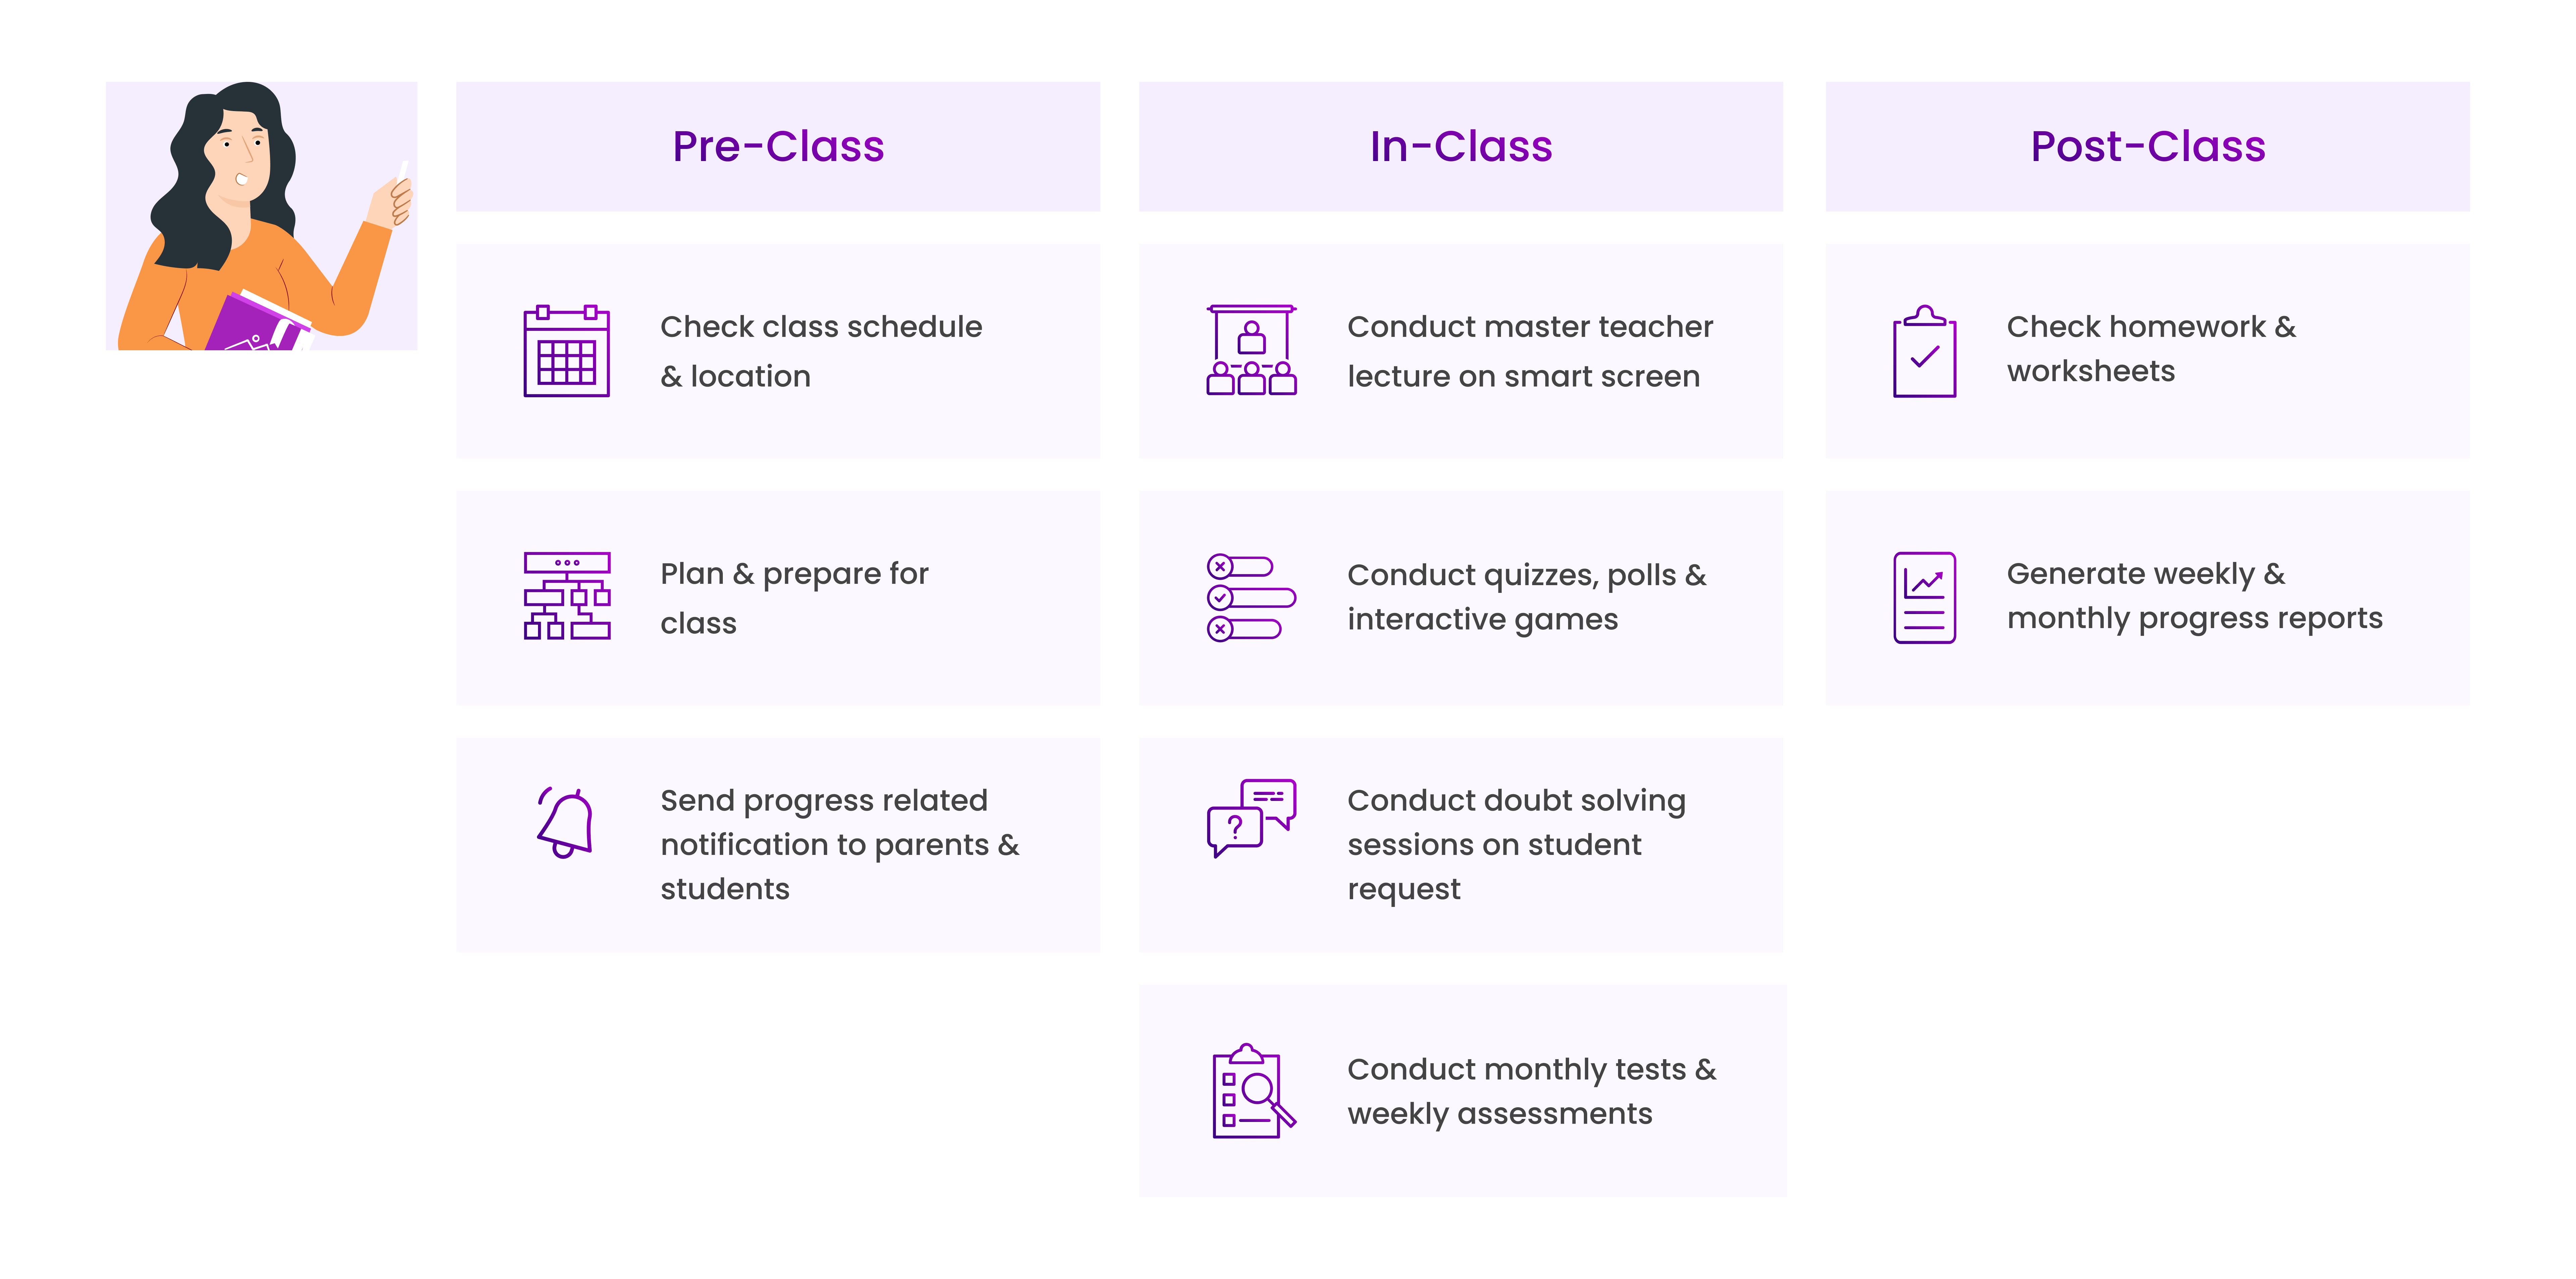 Pre-Class
In-Class
Post-Class
Check class schedule
& location
Conduct master teacher
lecture on smart screen
Check homework &
worksheets
Plan & prepare for
class
Conduct quizzes, polls &
interactive games
Generate weekly &
monthly progress reports
Send progress related
notification to parents &
students
Conduct doubt solving
sessions on student
request
Conduct monthly tests &
weekly assessments